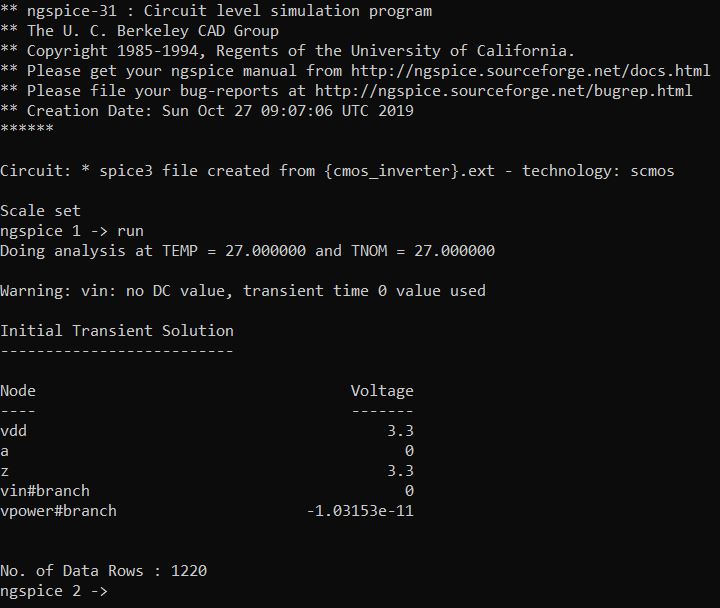 ** ngspice-31 : Circuit level simulation program
** The U. C. Berkeley CAD Group
** Copyright 1985-1994, Regents of the University of California.
** Please get your ngspice manual from http://ngspice.sourceforge.net/docs.html
** Please file your bug-reports at http://ngspice.sourceforge.net/bugrep.html
** Creation Date: Sun Oct 27 09:07:06 UTC 2019
******
Circuit: * spice3 file created from {cmos_inverter}.ext - technology: scmos
Scale set
ngspice 1 -> run
Doing analysis at TEMP = 27.000000 and TNOM = 27.000000
Warning: vin: no DC value, transient time 0 value used
Initial Transient Solution
--------------------------
Node Voltage
---- -------
vdd 3.3
a 0
z 3.3
vin#branch 0
vpower#branch -1.03153e-11
No. of Data Rows : 1220
ngspice 2 ->